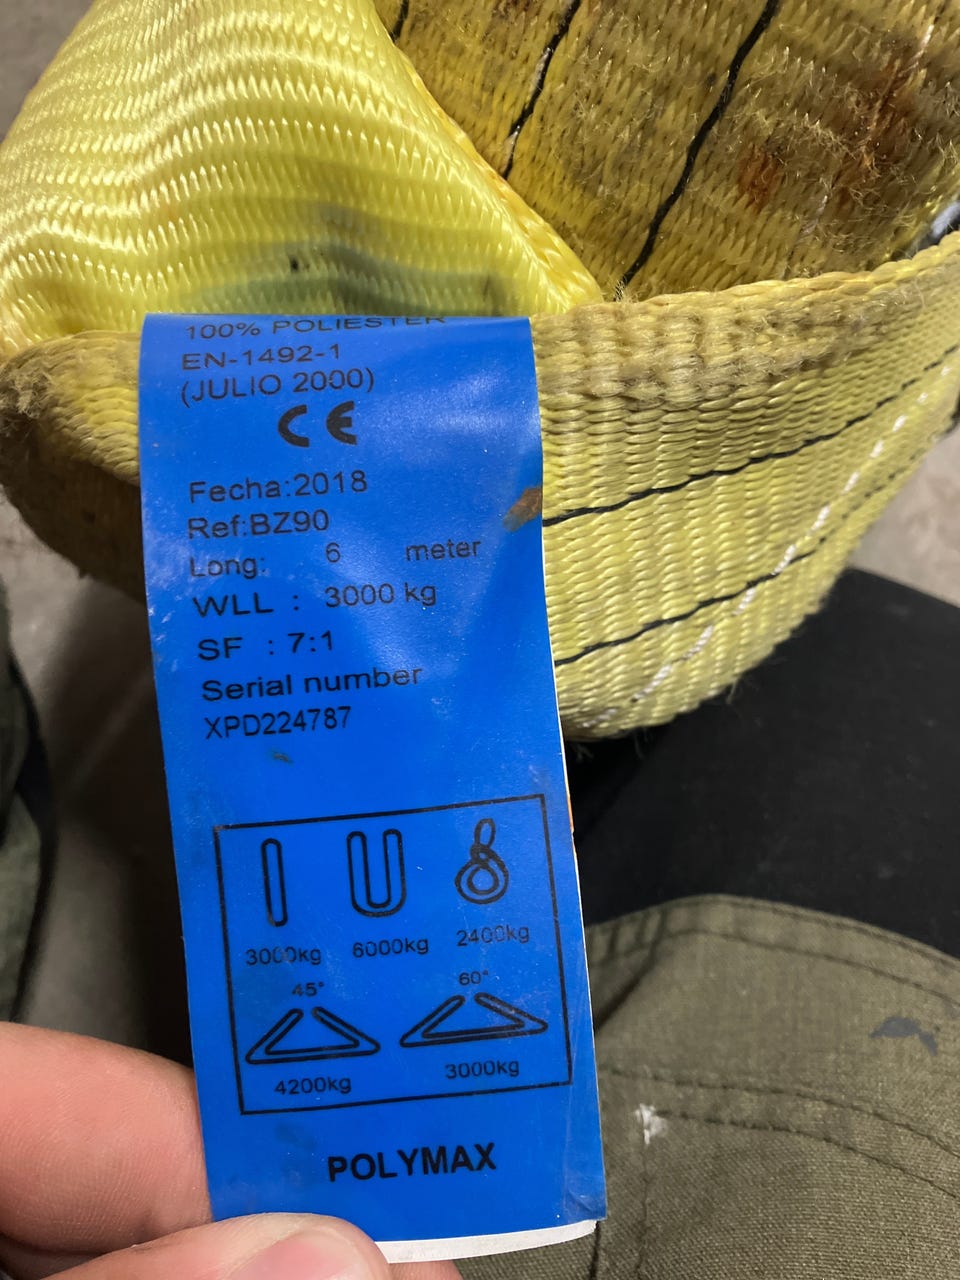 100% POLIESTER
EN-1492-1
(JULIO 2000)
CE
Fecha:2018
Ref:BZ90
Long: 6 meter
WLL : 3000 kg
SF : 7:1
Serial number
XPD224787
3000kg 6000kg 2400kg
45° 60°
4200kg 3000kg
POLYMAX